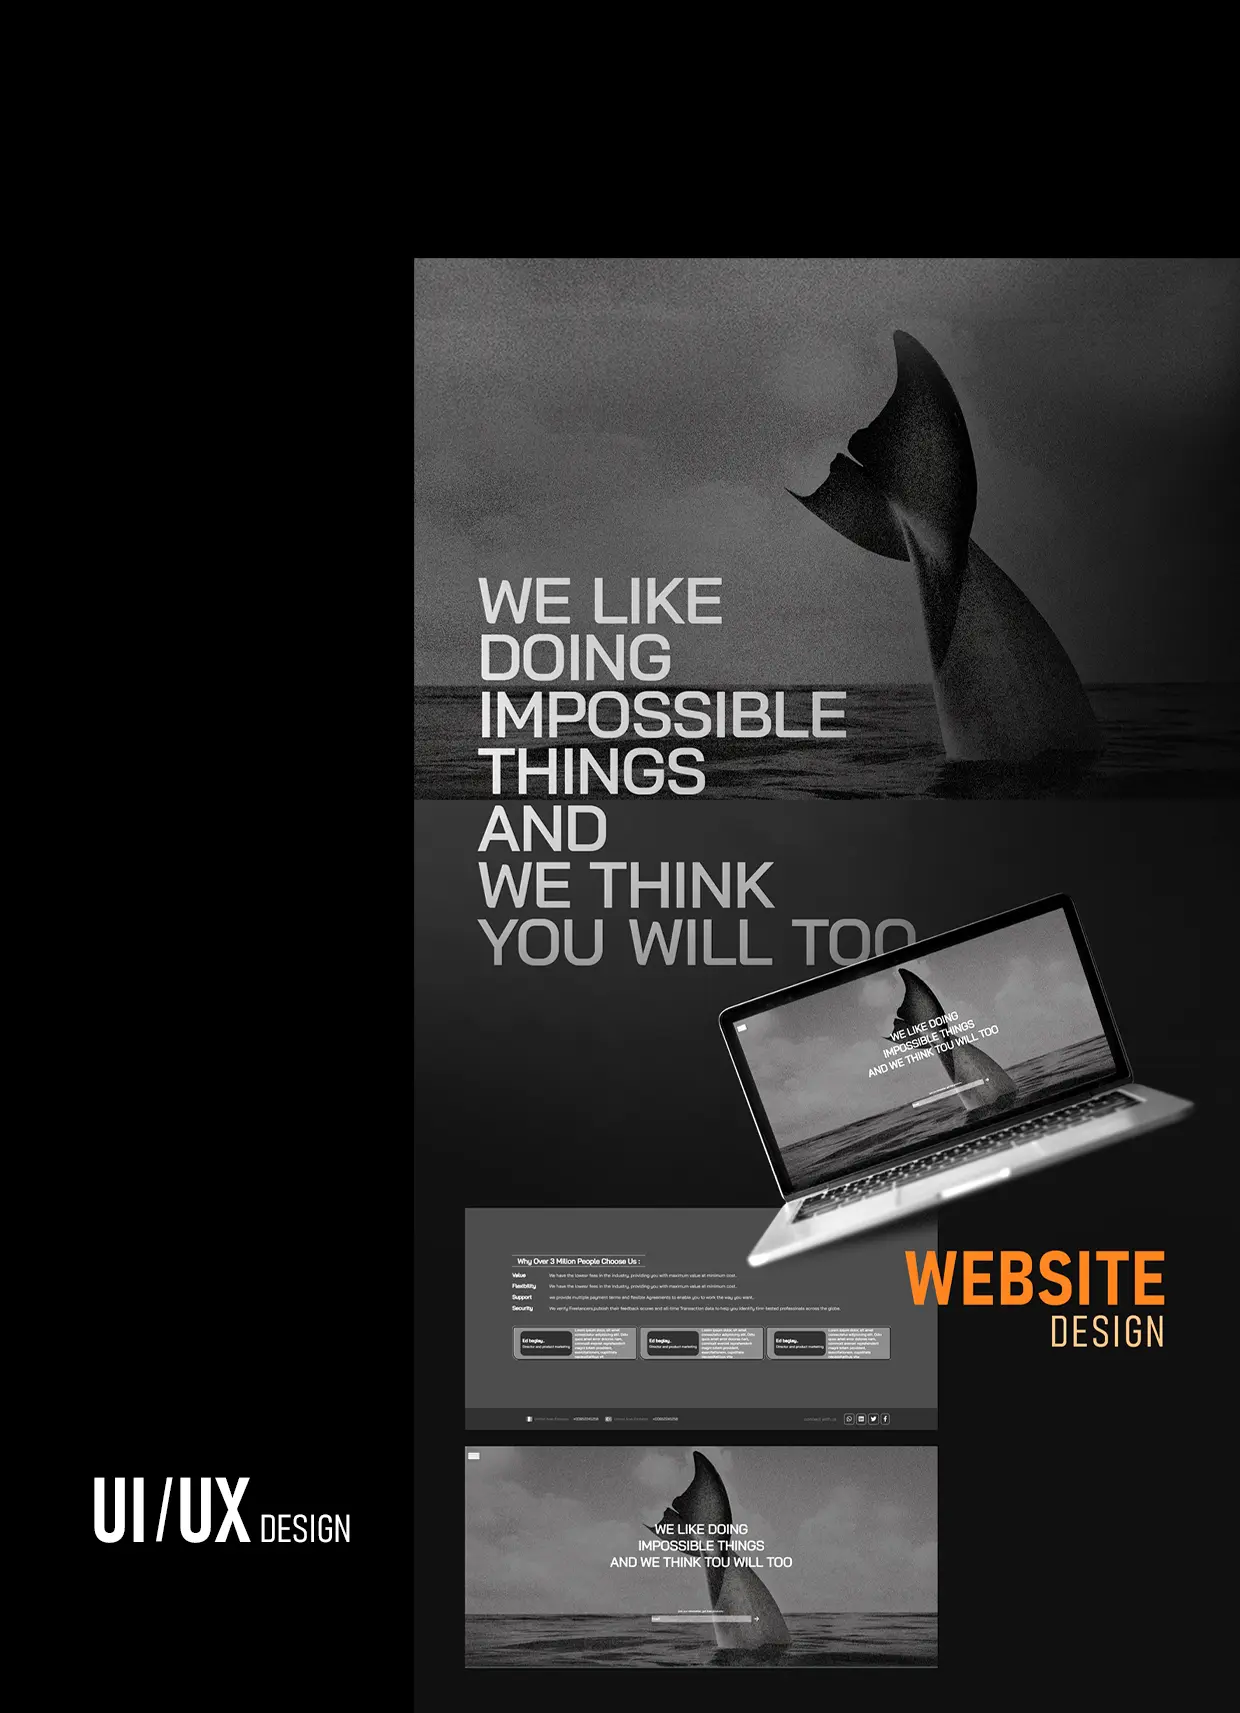 WE LIKE
DOING
IMPOSSIBLE
THINGS
AND
WE THINK
YOU WILL TOO.
WE LIKE DOING
IMPOSSIBLE THINGS
AND WE THINK TOU WILL TOO
Why Over 3 Million People Choose Us :
Value We have the lowesr fees in the industry, providing you with maximum value at minimum cost.
Flexibility We have the lowesr fees in the industry, providing you with maximum value at minimum cost.
Support we provide multiple payment terms and flexible Agreements to enable you to work the way you want.
Security We verify freelancers,publish their feedback scores and all-time Transaction data to help you identify time tested professionals across the globe.
Ed begley..
Director and product marketing
Ed begley..
Director and product marketing
Ed begley..
Director and product marketing
connect with us
WEBSITE
DESIGN
UI/UX DESIGN
WE LIKE DOING
IMPOSSIBLE THINGS
AND WE THINK TOU WILL TOO